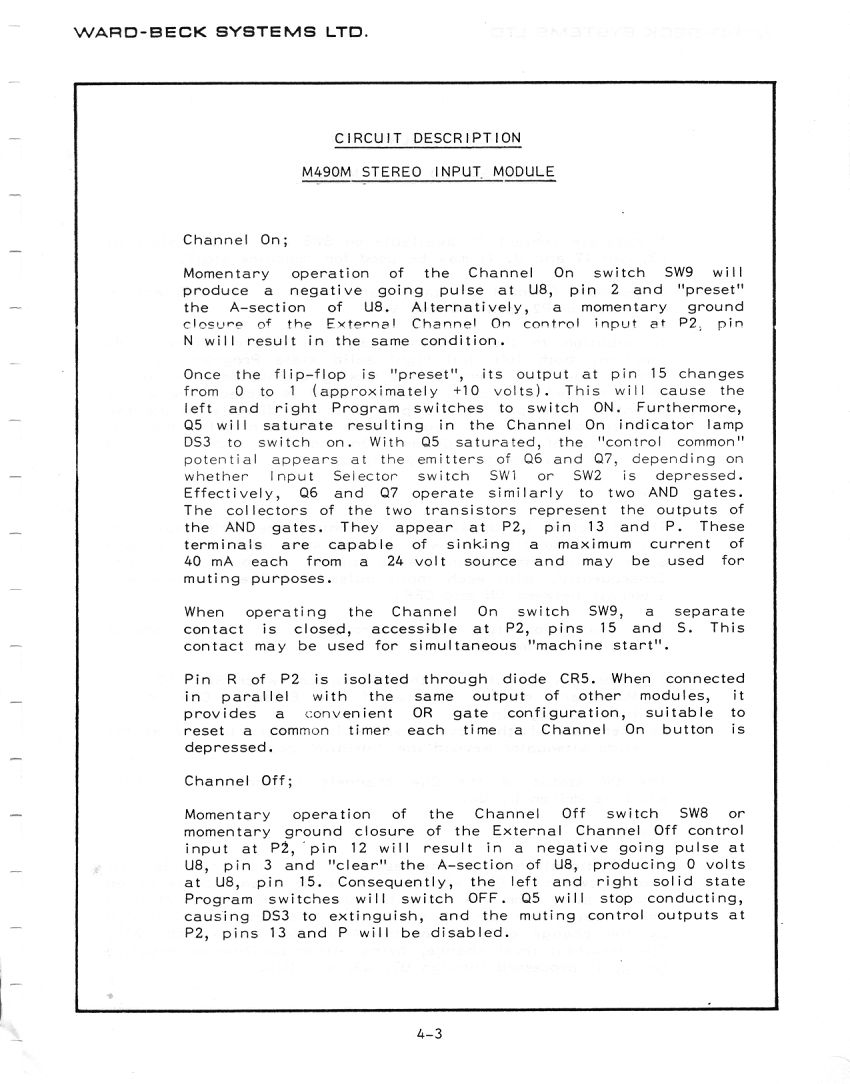 WARD-BECK SYSTEMS LTD.
CIRCUIT DESCRIPTION
M490M STEREO INPUT MODULE
Channel On;
Momentary operation of the Channel On switch SW9 will
produce a negative going pulse at U8, pin 2 and "preset"
the A-section of U8. Alternatively, a momentary ground
closure of the External Channel On control input at P2, pin
N will result in the same condition.
Once the flip-flop is "preset", its output at pin 15 changes
from 0 to 1 (approximately +10 volts). This will cause the
left and right Program switches to switch ON. Furthermore,
Q5 will saturate resulting in the Channel On indicator lamp
DS3 to switch on. With Q5 saturated, the "control common"
potential appears at the emitters of Q6 and Q7, depending on
whether Input Selector switch SW1 or SW2 is depressed.
Effectively, Q6 and Q7 operate similarly to two AND gates.
The collectors of the two transistors represent the outputs of
the AND gates. They appear at P2, pin 13 and P. These
terminals are capable of sinking a maximum current of
40 mA each from a 24 volt source and may be used for
muting purposes.
When operating the Channel On switch SW9, a separate
contact is closed, accessible at P2, pins 15 and S. This
contact may be used for simultaneous "machine start".
Pin R of P2 is isolated through diode CR5. When connected
in parallel with the same output of other modules, it
provides a convenient OR gate configuration, suitable to
reset a common timer each time a Channel On button is
depressed.
Channel Off;
Momentary operation of the Channel Off switch SW8 or
momentary ground closure of the External Channel Off control
input at P2, pin 12 will result in a negative going pulse at
U8, pin 3 and "clear" the A-section of U8, producing 0 volts
at U8, pin 15. Consequently, the left and right solid state
Program switches will switch OFF. Q5 will stop conducting,
causing DS3 to extinguish, and the muting control outputs at
P2, pins 13 and P will be disabled.
4-3